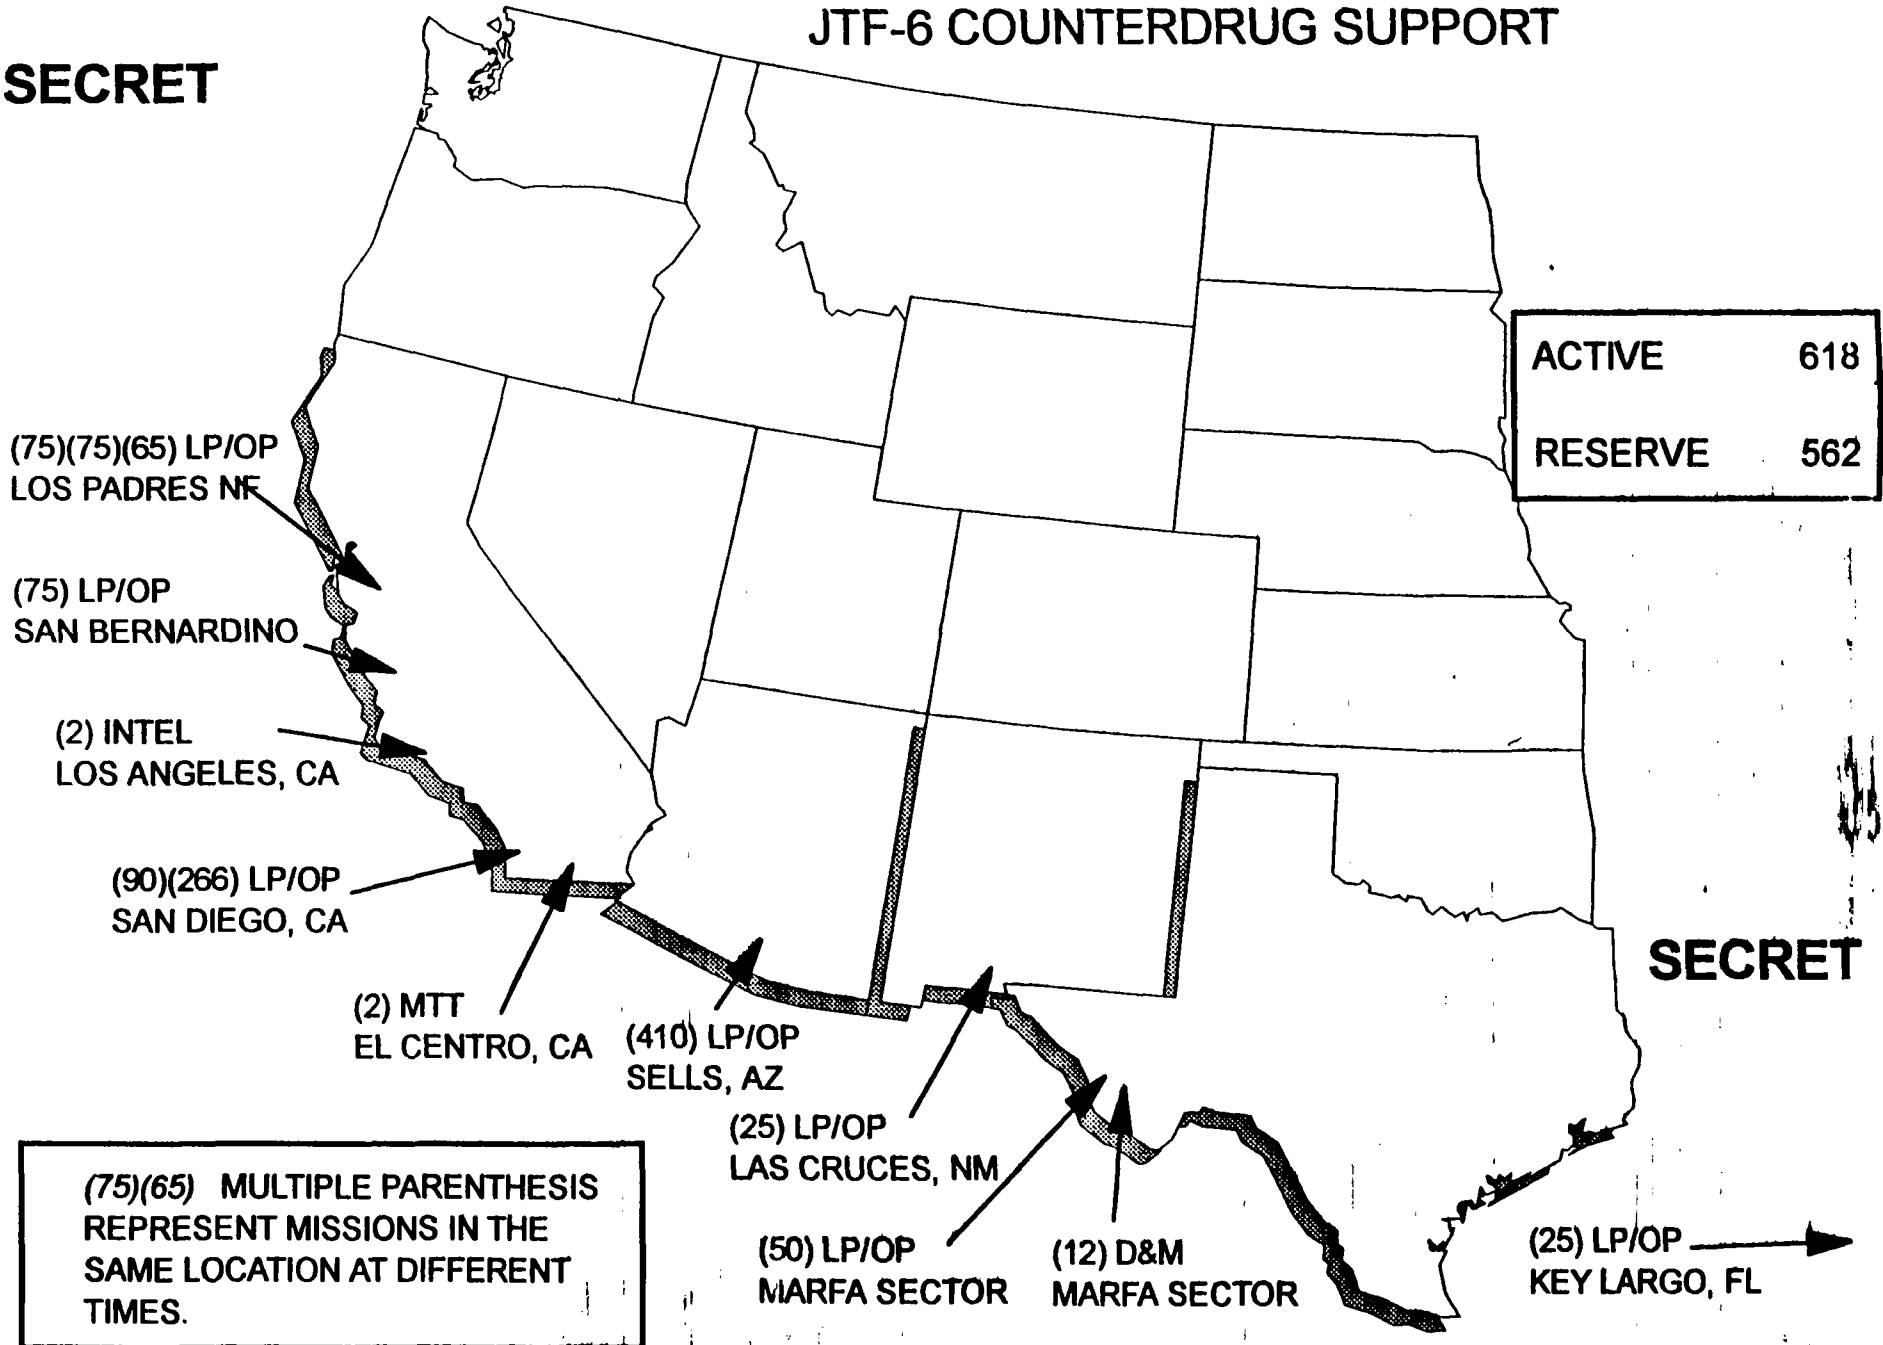 JTF-6 COUNTERDRUG SUPPORT
SECRET
ACTIVE 618
RESERVE 562
(75)(75)(65) LP/OP
LOS PADRES NF
(75) LP/OP
SAN BERNARDINO
(2) INTEL
LOS ANGELES, CA
(90)(266) LP/OP
SAN DIEGO, CA
(2) MTT
EL CENTRO, CA
(410) LP/OP
SELLS, AZ
(25) LP/OP
LAS CRUCES, NM
(50) LP/OP
MARFA SECTOR
(12) D&M
MARFA SECTOR
(25) LP/OP
KEY LARGO, FL
SECRET
(75)(65) MULTIPLE PARENTHESIS
REPRESENT MISSIONS IN THE
SAME LOCATION AT DIFFERENT
TIMES.